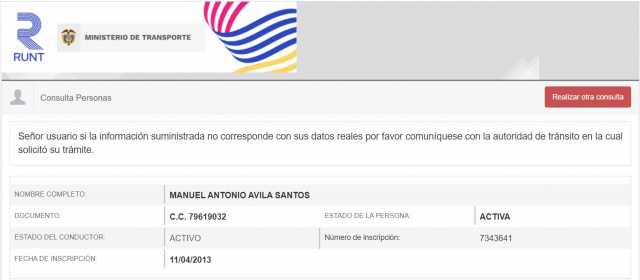 RUNT
MINISTERIO DE TRANSPORTE
Consulta Personas
Realizar otra consulta
Señor usuario si la información suministrada no corresponde con sus datos reales por favor comuníquese con la autoridad de tránsito en la cual
solicitó su trámite.
NOMBRE COMPLETO: MANUEL ANTONIO AVILA SANTOS
DOCUMENTO: C.C. 79619032 ESTADO DE LA PERSONA: ACTIVA
ESTADO DEL CONDUCTOR: ACTIVO Número de Inscripción: 7343641
FECHA DE INSCRIPCIÓN: 11/04/2013